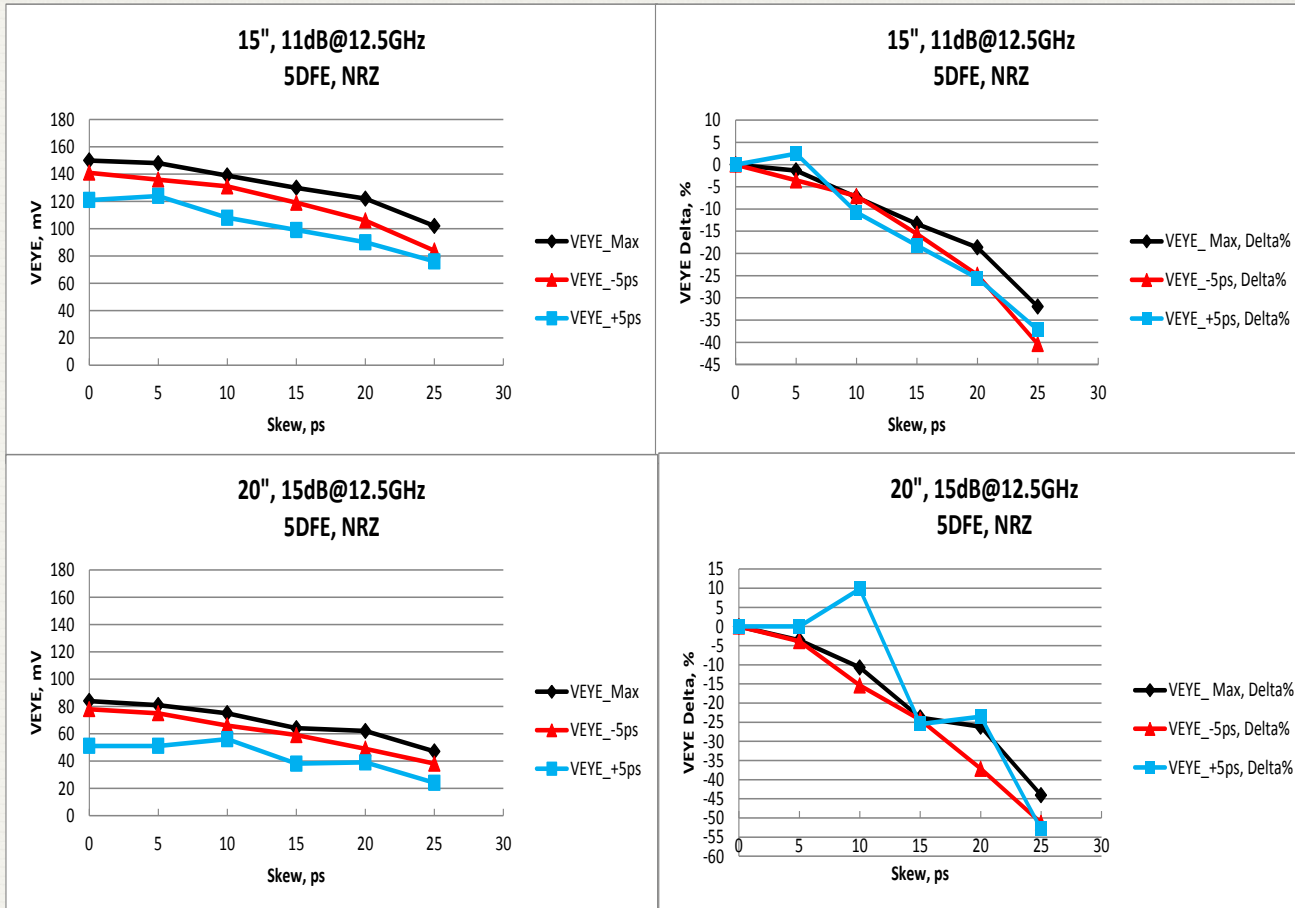 15", 11dB@12.5GHz
5DFE, NRZ
VEYE, mV
180
160
140
120
100
80
60
40
20
0
0 5 10 15 20 25 30
Skew, ps
VEYE_Max
VEYE_-5ps
VEYE_+5ps
15", 11dB@12.5GHz
5DFE, NRZ
VEYE Delta, %
10
5
0
-5
-10
-15
-20
-25
-30
-35
-40
-45
0 5 10 15 20 25 30
Skew, ps
VEYE_ Max, Delta%
VEYE_-5ps, Delta%
VEYE_+5ps, Delta%
20", 15dB@12.5GHz
5DFE, NRZ
VEYE, mV
180
160
140
120
100
80
60
40
20
0
0 5 10 15 20 25 30
Skew, ps
VEYE_Max
VEYE_-5ps
VEYE_+5ps
20", 15dB@12.5GHz
5DFE, NRZ
VEYE Delta, %
15
10
5
0
-5
-10
-15
-20
-25
-30
-35
-40
-45
-50
-55
-60
0 5 10 15 20 25 30
Skew, ps
VEYE_ Max, Delta%
VEYE_-5ps, Delta%
VEYE_+5ps, Delta%